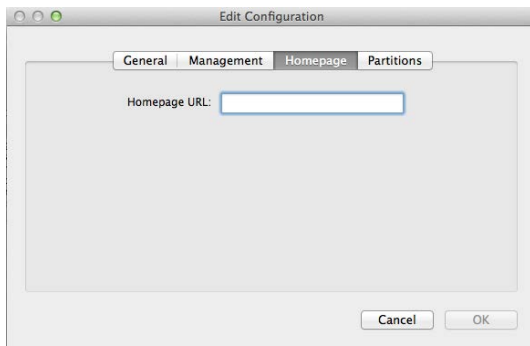 Edit Configuration
General Management Homepage Partitions
Homepage URL:
Cancel OK